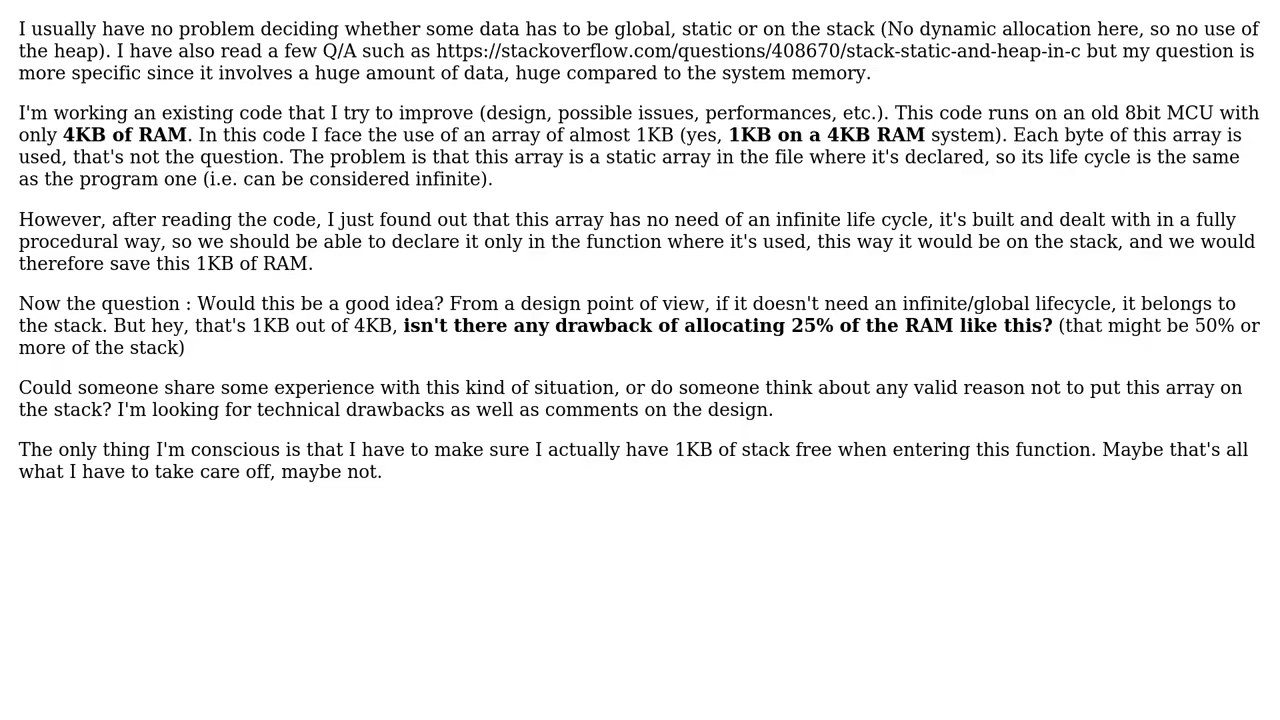 I usually have no problem deciding whether some data has to be global, static or on the stack (No dynamic allocation here, so no use of
the heap). I have also read a few Q/A such as https://stackoverflow.com/questions/408670/stack-static-and-heap-in-c but my question is
more specific since it involves a huge amount of data, huge compared to the system memory.
I'm working an existing code that I try to improve (design, possible issues, performances, etc.). This code runs on an old 8bit MCU with
only 4KB of RAM. In this code I face the use of an array of almost 1KB (yes, 1KB on a 4KB RAM system). Each byte of this array is
used, that's not the question. The problem is that this array is a static array in the file where it's declared, so its life cycle is the same
as the program one (i.e. can be considered infinite).
However, after reading the code, I just found out that this array has no need of an infinite life cycle, it's built and dealt with in a fully
procedural way, so we should be able to declare it only in the function where it's used, this way it would be on the stack, and we would
therefore save this 1KB of RAM.
Now the question : Would this be a good idea? From a design point of view, if it doesn't need an infinite/global lifecycle, it belongs to
the stack. But hey, that's 1KB out of 4KB, isn't there any drawback of allocating 25% of the RAM like this? (that might be 50% or
more of the stack)
Could someone share some experience with this kind of situation, or do someone think about any valid reason not to put this array on
the stack? I'm looking for technical drawbacks as well as comments on the design.
The only thing I'm conscious is that I have to make sure I actually have 1KB of stack free when entering this function. Maybe that's all
what I have to take care off, maybe not.